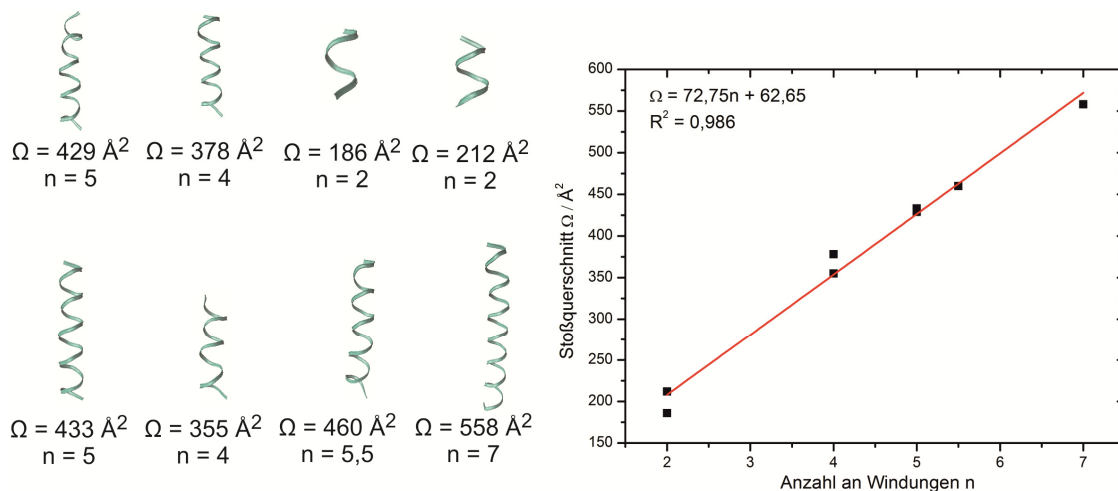 Ω = 429 Å²
n = 5
Ω = 378 Å²
n = 4
Ω = 186 Å²
n = 2
Ω = 212 Å²
n = 2
Ω = 433 Å²
n = 5
Ω = 355 Å²
n = 4
Ω = 460 Å²
n = 5,5
Ω = 558 Å²
n = 7
Ω = 72,75n + 62,65
R² = 0,986
Stoßquerschnitt Ω / Å²
600
550
500
450
400
350
300
250
200
150
2
3
4
5
6
7
Anzahl an Windungen n